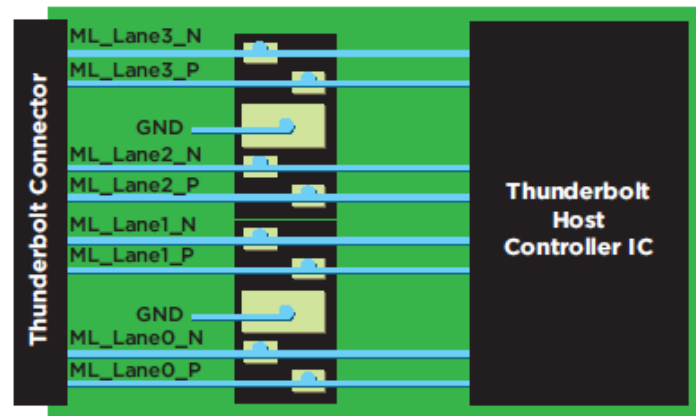 Thunderbolt Connector
ML_Lane3_N
ML_Lane3_P
GND
ML_Lane2_N
ML_Lane2_P
ML_Lane1_N
ML_Lane1_P
GND
ML_Lane0_N
ML_Lane0_P
Thunderbolt
Host
Controller IC